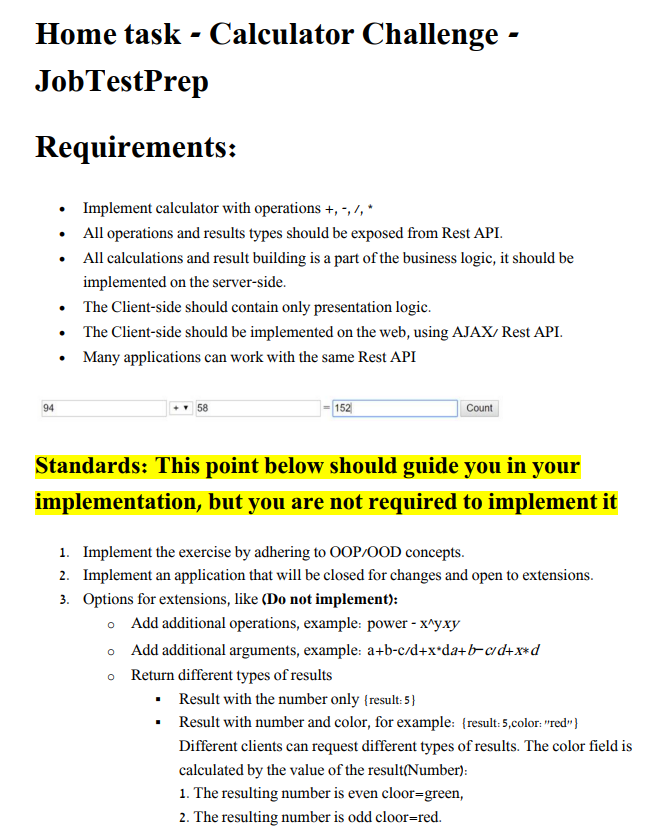 Home task - Calculator Challenge -
JobTestPrep
Requirements:
• Implement calculator with operations +, -, /, *
• All operations and results types should be exposed from Rest API.
• All calculations and result building is a part of the business logic, it should be
implemented on the server-side.
• The Client-side should contain only presentation logic.
• The Client-side should be implemented on the web, using AJAX/ Rest API.
• Many applications can work with the same Rest API
94 + ▼ 58 = 152 Count
Standards: This point below should guide you in your
implementation, but you are not required to implement it
1. Implement the exercise by adhering to OOP/OOD concepts.
2. Implement an application that will be closed for changes and open to extensions.
3. Options for extensions, like (Do not implement):
o Add additional operations, example: power - x^yxy
o Add additional arguments, example: a+b-c/d+x*da+b-c/d+x*d
o Return different types of results
▪ Result with the number only {result:5}
▪ Result with number and color, for example: {result:5,color:"red"}
Different clients can request different types of results. The color field is
calculated by the value of the result(Number):
1. The resulting number is even cloor=green,
2. The resulting number is odd cloor=red.